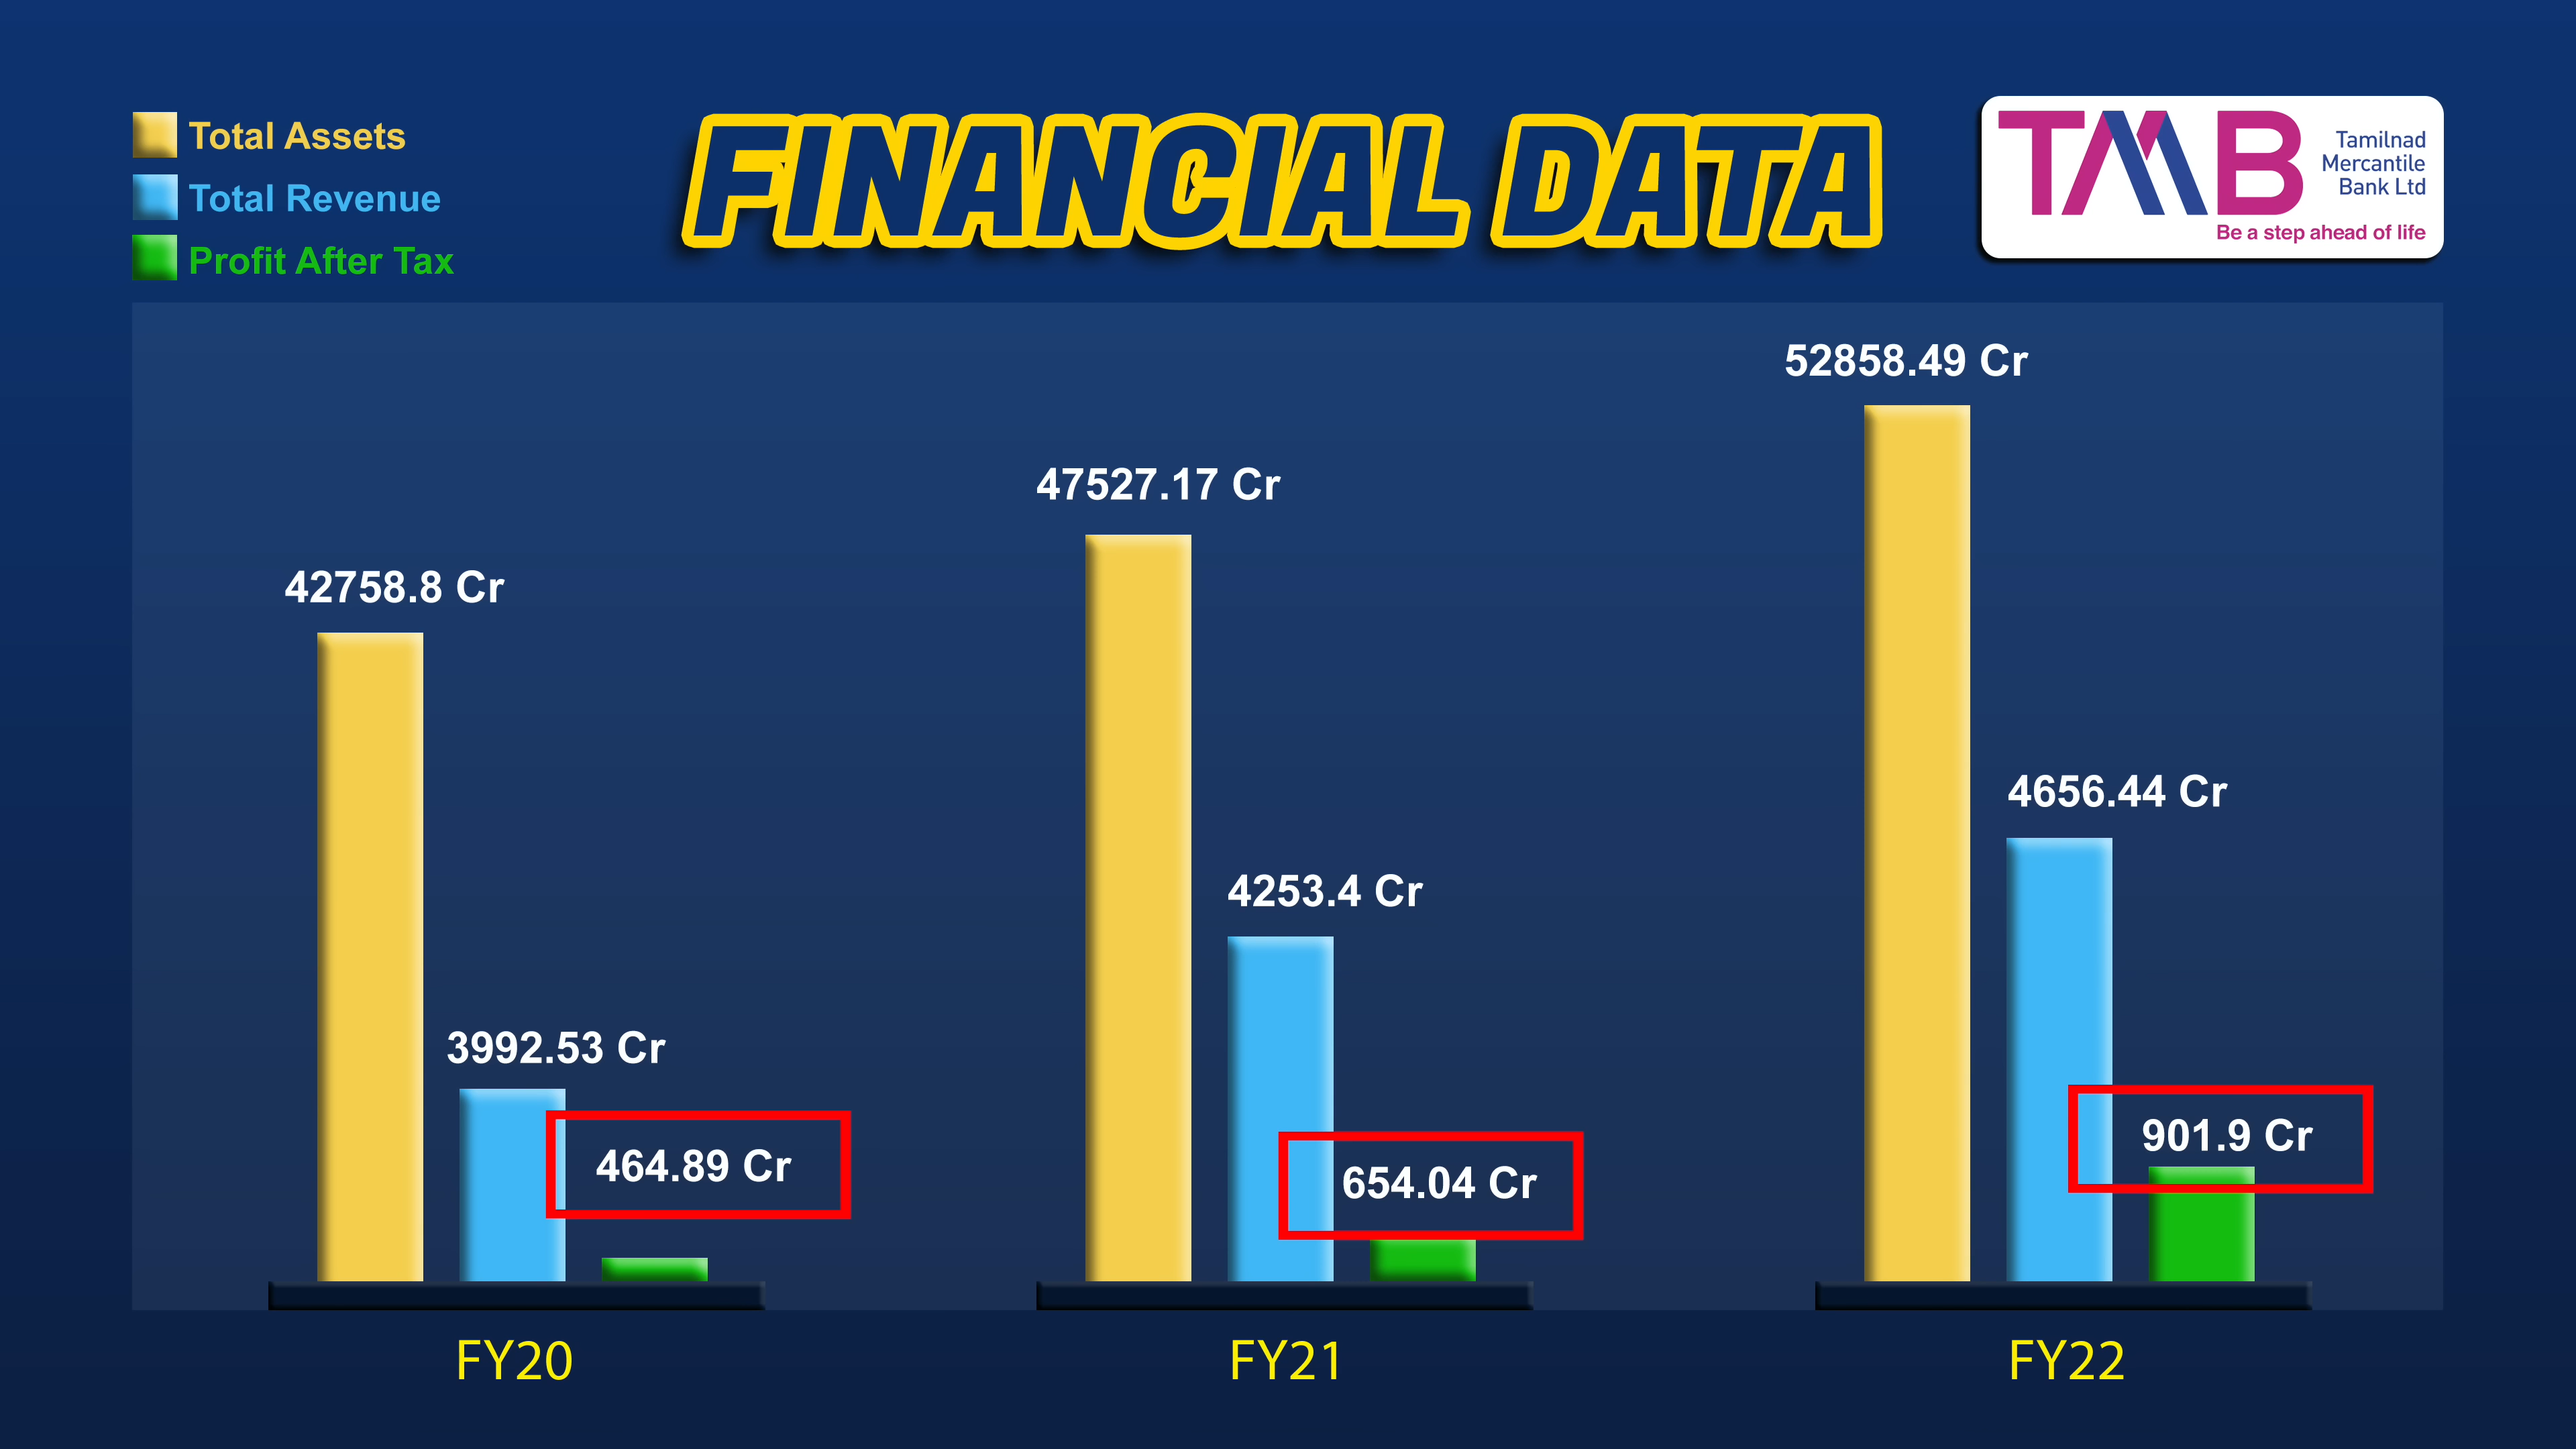 Total Assets
Total Revenue
Profit After Tax
FINANCIAL DATA
TMB
Tamilnad
Mercantile
Bank Ltd
Be a step ahead of life
42758.8 Cr
3992.53 Cr
464.89 Cr
47527.17 Cr
4253.4 Cr
654.04 Cr
52858.49 Cr
4656.44 Cr
901.9 Cr
FY20
FY21
FY22